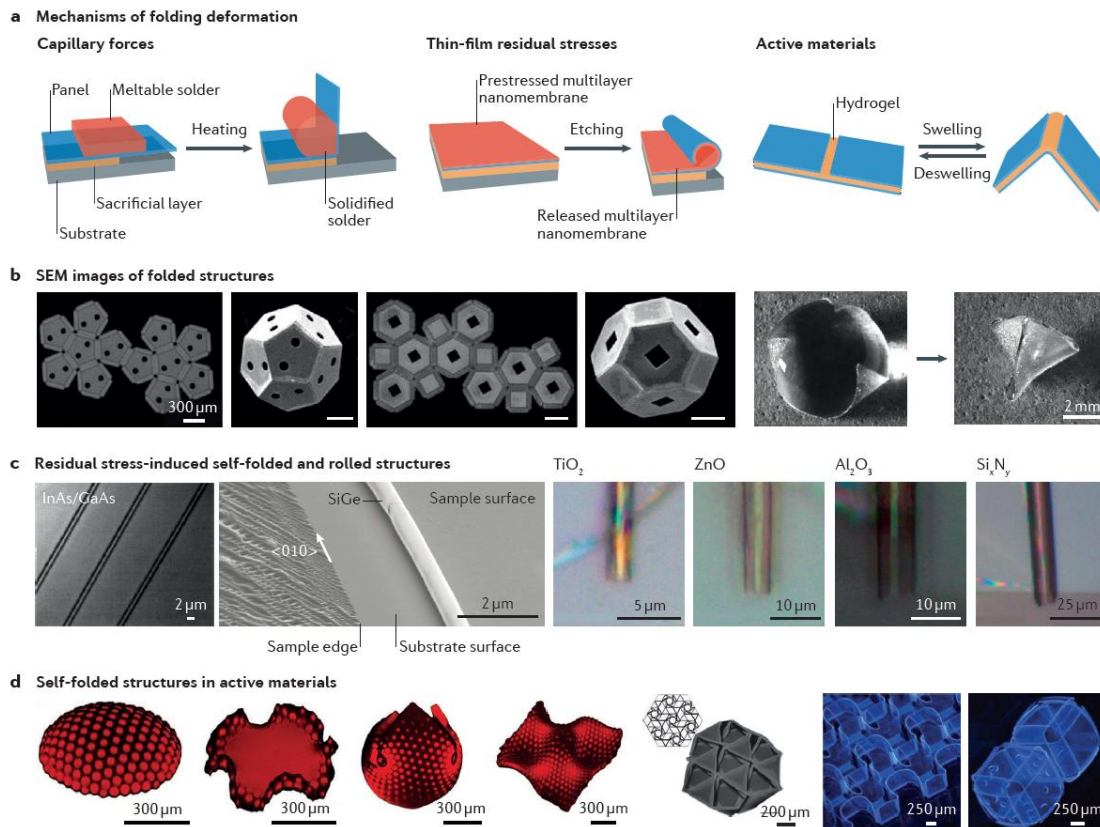 a Mechanisms of folding deformation
Capillary forces
Thin-film residual stresses
Active materials
Panel
Meltable solder
Heating
Sacrificial layer
Substrate
Solidified
solder
Prestressed multilayer
nanomembrane
Etching
Released multilayer
nanomembrane
Hydrogel
Swelling
Deswelling
b SEM images of folded structures
300 µm
2 mm
c Residual stress-induced self-folded and rolled structures
TiO₂
ZnO
Al₂O₃
SiₓNᵧ
InAs/GaAs
2 µm
SiGe
Sample surface
<010>
2 µm
Sample edge
Substrate surface
5 µm
10 µm
10 µm
25 µm
d Self-folded structures in active materials
300 µm
300 µm
300 µm
300 µm
200 µm
250 µm
250 µm